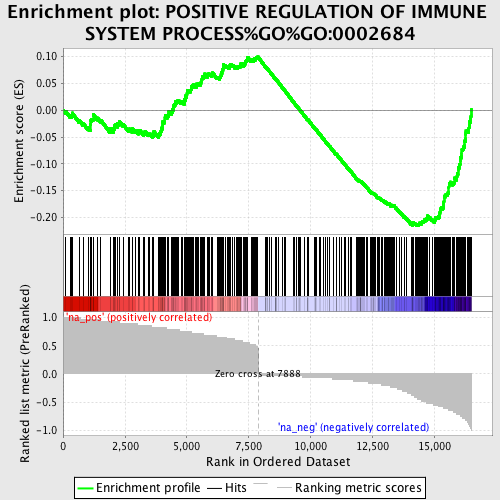 Enrichment plot: POSITIVE REGULATION OF IMMUNE
SYSTEM PROCESS%GO%GO:0002684
Enrichment score (ES)
0.10
0.05
0.00
-0.05
-0.10
-0.15
-0.20
'na_pos' (positively correlated)
Ranked list metric (PreRanked)
1.0
0.5
0.0
-0.5
-1.0
Zero cross at 7888
'na_neg' (negatively correlated)
0
2,500
5,000
7,500
10,000
12,500
15,000
Rank in Ordered Dataset
Enrichment profile
Hits
Ranking metric scores